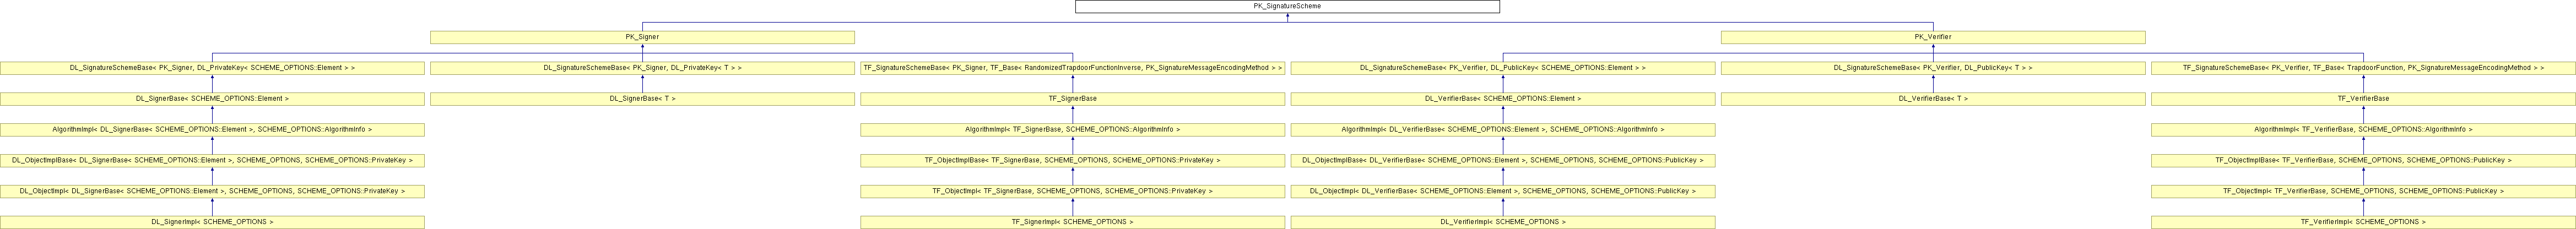 PK_SignatureScheme
PK_Signer
PK_Verifier
DL_SignatureSchemeBase< PK_Signer, DL_PrivateKey< SCHEME_OPTIONS::Element > >
DL_SignatureSchemeBase< PK_Signer, DL_PrivateKey< T > >
TF_SignatureSchemeBase< PK_Signer, TF_Base< RandomizedTrapdoorFunctionInverse, PK_SignatureMessageEncodingMethod > >
DL_SignatureSchemeBase< PK_Verifier, DL_PublicKey< SCHEME_OPTIONS::Element > >
DL_SignatureSchemeBase< PK_Verifier, DL_PublicKey< T > >
TF_SignatureSchemeBase< PK_Verifier, TF_Base< TrapdoorFunction, PK_SignatureMessageEncodingMethod > >
DL_SignerBase< SCHEME_OPTIONS::Element >
DL_SignerBase< T >
TF_SignerBase
DL_VerifierBase< SCHEME_OPTIONS::Element >
DL_VerifierBase< T >
TF_VerifierBase
AlgorithmImpl< DL_SignerBase< SCHEME_OPTIONS::Element >, SCHEME_OPTIONS::AlgorithmInfo >
AlgorithmImpl< TF_SignerBase, SCHEME_OPTIONS::AlgorithmInfo >
AlgorithmImpl< DL_VerifierBase< SCHEME_OPTIONS::Element >, SCHEME_OPTIONS::AlgorithmInfo >
AlgorithmImpl< TF_VerifierBase, SCHEME_OPTIONS::AlgorithmInfo >
DL_ObjectImplBase< DL_SignerBase< SCHEME_OPTIONS::Element >, SCHEME_OPTIONS, SCHEME_OPTIONS::PrivateKey >
TF_ObjectImplBase< TF_SignerBase, SCHEME_OPTIONS, SCHEME_OPTIONS::PrivateKey >
DL_ObjectImplBase< DL_VerifierBase< SCHEME_OPTIONS::Element >, SCHEME_OPTIONS, SCHEME_OPTIONS::PublicKey >
TF_ObjectImplBase< TF_VerifierBase, SCHEME_OPTIONS, SCHEME_OPTIONS::PublicKey >
DL_ObjectImpl< DL_SignerBase< SCHEME_OPTIONS::Element >, SCHEME_OPTIONS, SCHEME_OPTIONS::PrivateKey >
TF_ObjectImpl< TF_SignerBase, SCHEME_OPTIONS, SCHEME_OPTIONS::PrivateKey >
DL_ObjectImpl< DL_VerifierBase< SCHEME_OPTIONS::Element >, SCHEME_OPTIONS, SCHEME_OPTIONS::PublicKey >
TF_ObjectImpl< TF_VerifierBase, SCHEME_OPTIONS, SCHEME_OPTIONS::PublicKey >
DL_SignerImpl< SCHEME_OPTIONS >
TF_SignerImpl< SCHEME_OPTIONS >
DL_VerifierImpl< SCHEME_OPTIONS >
TF_VerifierImpl< SCHEME_OPTIONS >